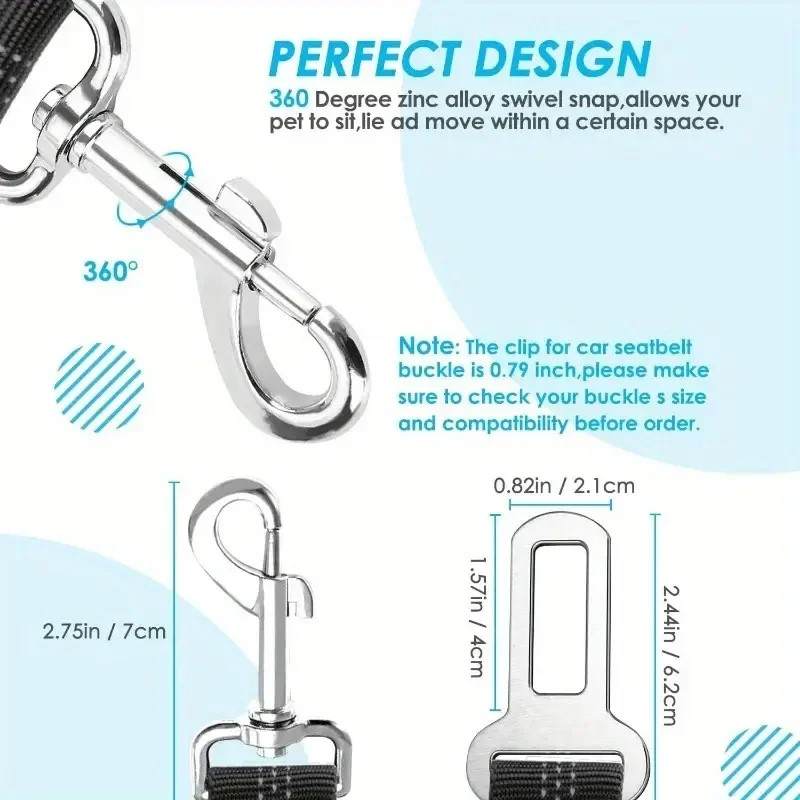 PERFECT DESIGN
360 Degree zinc alloy swivel snap,allows your
pet to sit,lie ad move within a certain space.
360°
Note: The clip for car seatbelt
buckle is 0.79 inch,please make
sure to check your buckle s size
and compatibility before order.
0.82in / 2.1cm
2.75in / 7cm
1.57in / 4cm
2.44in / 6.2cm